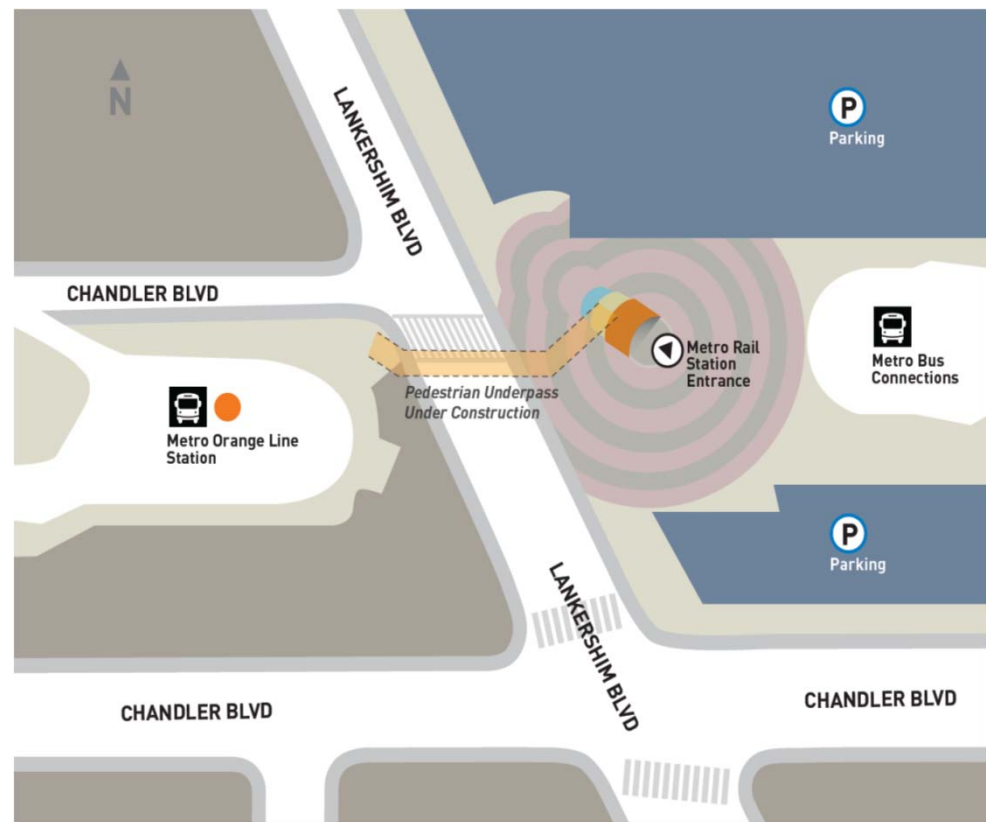 N
LANKERSHIM BLVD
P
Parking
CHANDLER BLVD
Metro Rail
Station
Entrance
Metro Bus
Connections
Pedestrian Underpass
Under Construction
Metro Orange Line
Station
P
Parking
LANKERSHIM BLVD
CHANDLER BLVD
CHANDLER BLVD